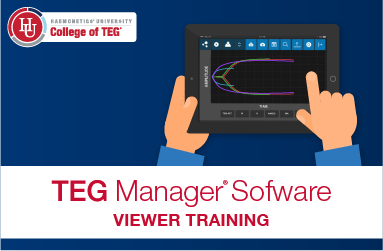 HAEMONETICS® UNIVERSITY
College of TEG®
AMPLITUDE
TIME
TEG Manager® Sofware
VIEWER TRAINING